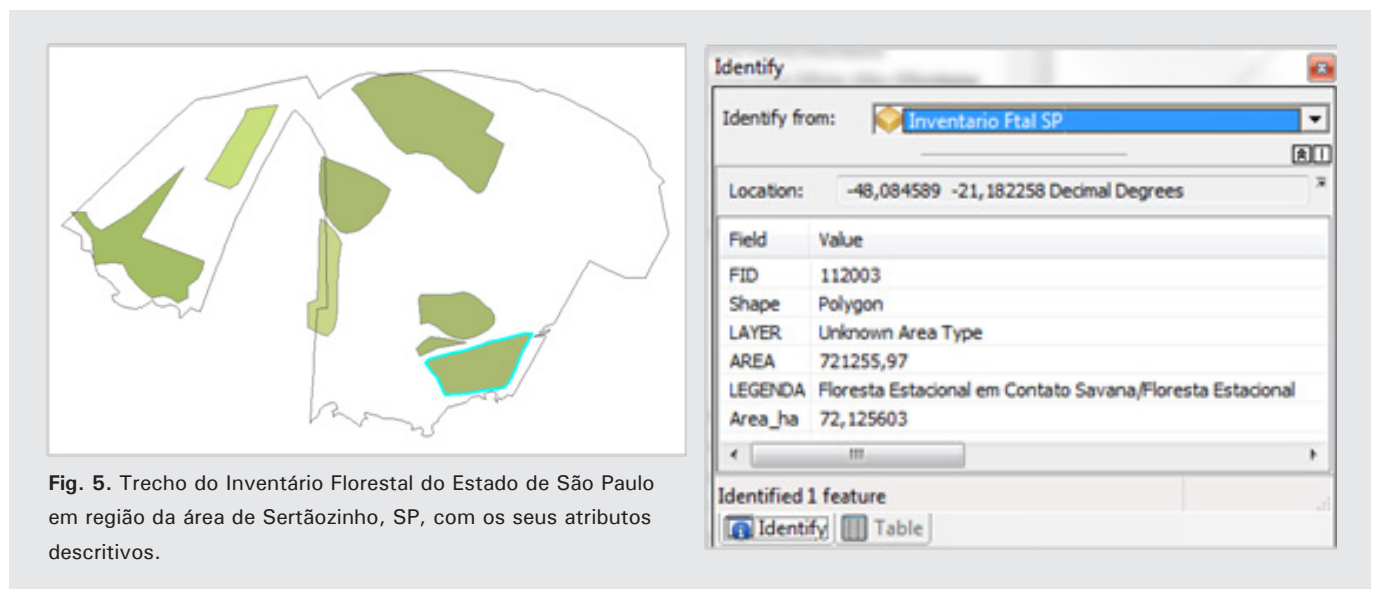 Fig. 5. Trecho do Inventário Florestal do Estado de São Paulo
em região da área de Sertãozinho, SP, com os seus atributos
descritivos.
Identify
Identify from: Inventario Ftal SP
Location: -48,084589 -21,182258 Decimal Degrees
Field Value
FID 112003
Shape Polygon
LAYER Unknown Area Type
AREA 721255,97
LEGENDA Floresta Estacional em Contato Savana/Floresta Estacional
Area_ha 72,125603
Identified 1 feature
Identify Table